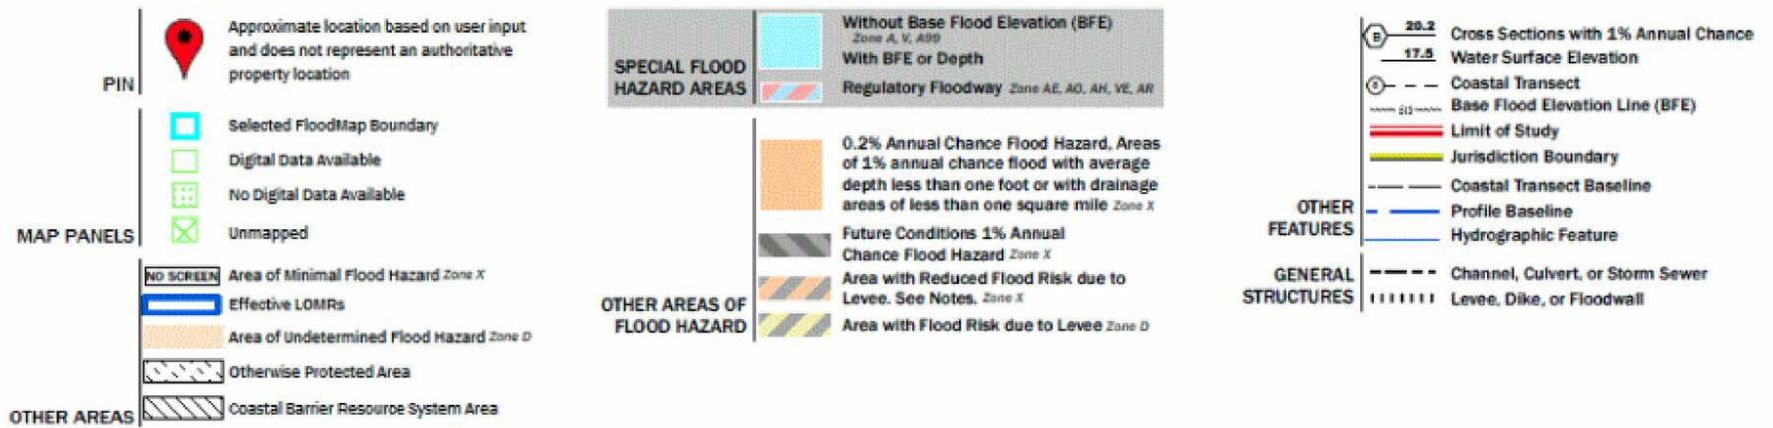 PIN
Approximate location based on user input
and does not represent an authoritative
property location
MAP PANELS
Selected FloodMap Boundary
Digital Data Available
No Digital Data Available
Unmapped
OTHER AREAS
NO SCREEN Area of Minimal Flood Hazard Zone X
Effective LOMRs
Area of Undetermined Flood Hazard Zone D
Otherwise Protected Area
Coastal Barrier Resource System Area
SPECIAL FLOOD
HAZARD AREAS
Without Base Flood Elevation (BFE)
Zone A, V, A99
With BFE or Depth
Regulatory Floodway Zone AE, AO, AH, VE, AR
OTHER AREAS OF
FLOOD HAZARD
0.2% Annual Chance Flood Hazard, Areas
of 1% annual chance flood with average
depth less than one foot or with drainage
areas of less than one square mile Zone X
Future Conditions 1% Annual
Chance Flood Hazard Zone X
Area with Reduced Flood Risk due to
Levee. See Notes. Zone X
Area with Flood Risk due to Levee Zone D
OTHER
FEATURES
B 20.2 Cross Sections with 1% Annual Chance
17.5 Water Surface Elevation
Coastal Transect
Base Flood Elevation Line (BFE)
Limit of Study
Jurisdiction Boundary
Coastal Transect Baseline
Profile Baseline
Hydrographic Feature
GENERAL
STRUCTURES
Channel, Culvert, or Storm Sewer
Levee, Dike, or Floodwall